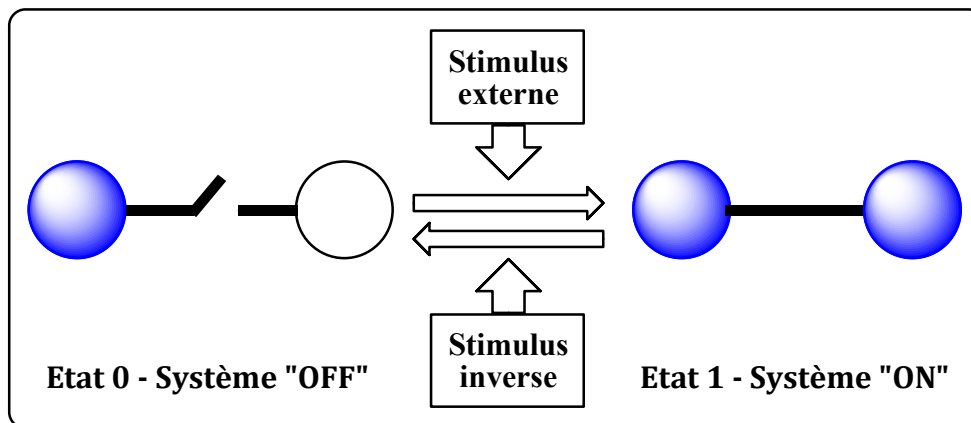 Stimulus
externe
Stimulus
inverse
Etat 0 - Système "OFF"
Etat 1 - Système "ON"